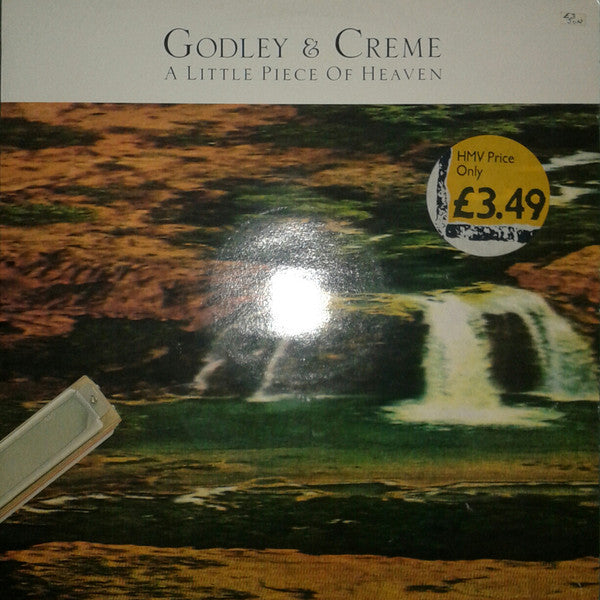 GODLEY & CREME
A LITTLE PIECE OF HEAVEN
HMV Price
Only
£3.49